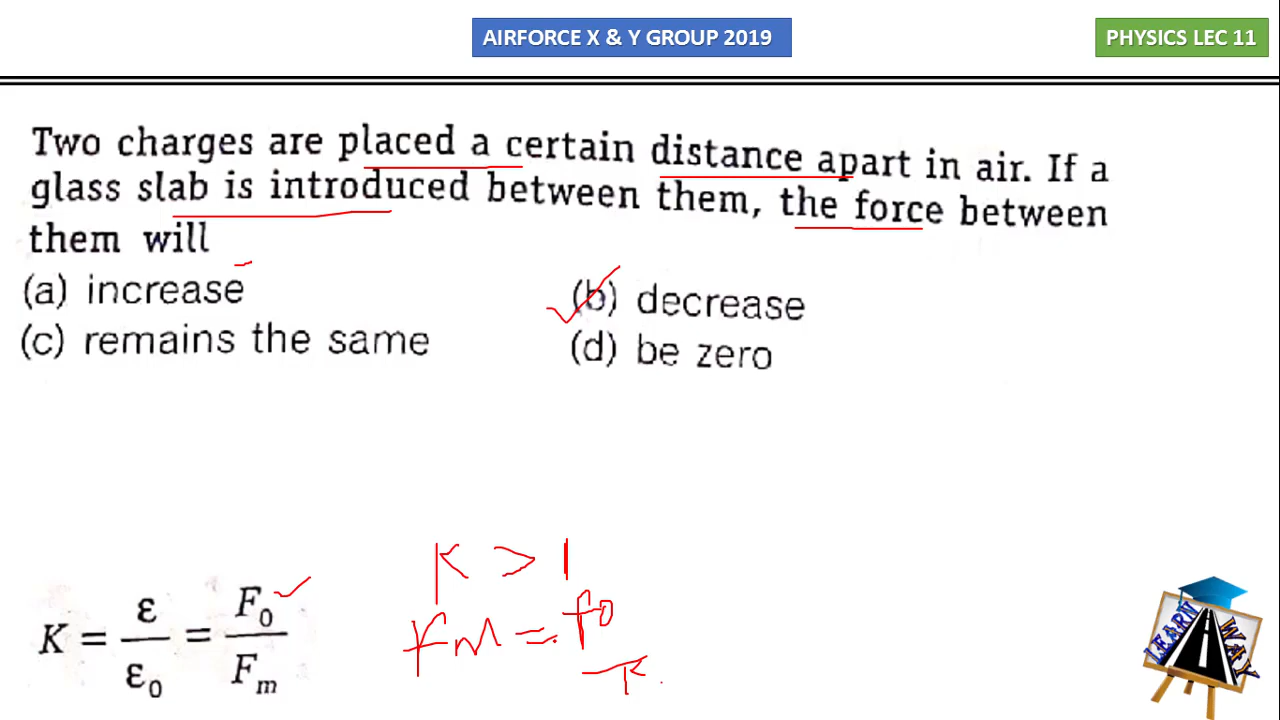 AIRFORCE X & Y GROUP 2019
PHYSICS LEC 11
Two charges are placed a certain distance apart in air. If a
glass slab is introduced between them, the force between
them will
(a) increase
(b) decrease
(c) remains the same
(d) be zero
K > 1
K = ε/ε₀ = F₀/Fₘ
Fm = F0/K
LEARN WAY